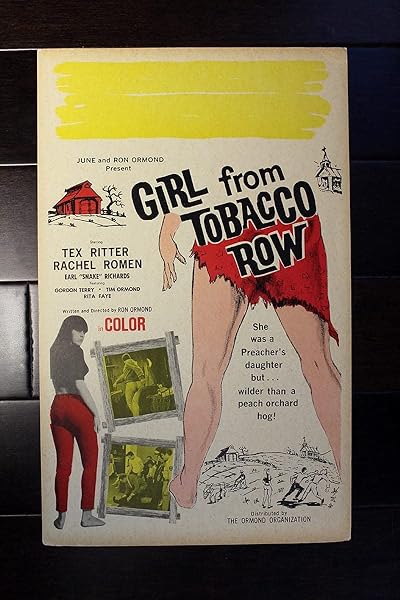 JUNE and RON ORMOND
Present
GIRL from
TOBACCO
ROW
Starring
TEX RITTER
RACHEL ROMEN
EARL "SNAKE" RICHARDS
Featuring
GORDON TERRY • TIM ORMOND
RITA FAYE
Written and Directed by RON ORMOND
in COLOR
She
was a
Preacher's
daughter
but...
wilder than a
peach orchard
hog!
Distributed by
THE ORMOND ORGANIZATION